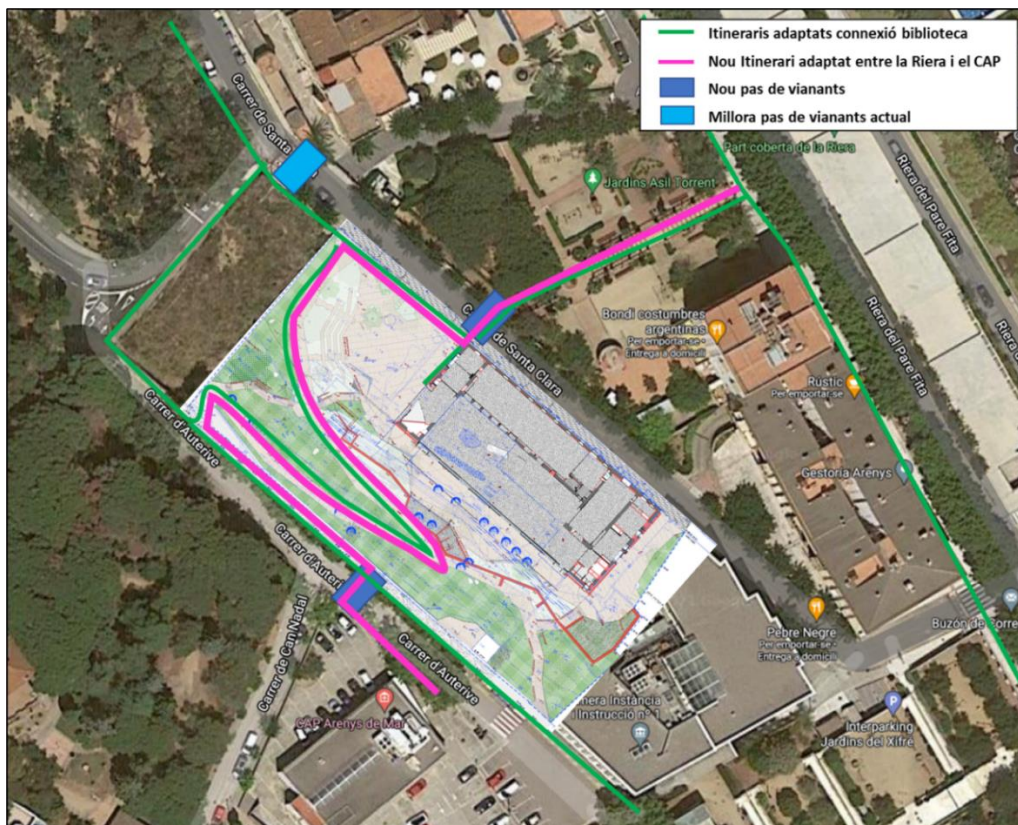 Itineraris adaptats connexió biblioteca
Nou Itinerari adaptat entre la Riera i el CAP
Nou pas de vianants
Millora pas de vianants actual
Part coberta de la Riera
Riera del Pare Fita
Carrer de Santa
Jardins Asil Torrent
Riera
Bondi costumbres
argentinas
Per emportar-se •
Entrega a domicili
de Santa Clara
Riera del Pare Fita
Rustic
Per emportar-se
Carrer d'Auterive
Gestoria Arenys
Carrer d'Auteri
Carrer de Can Nadal
Carrer d'Auterive
Buzón de
Pebre Negre
Per emportar-se •
Entrega a domicili
CAP Arenys de Mar
mera Instància
Instrucció nº 1
Interparking
Jardins del Xifré